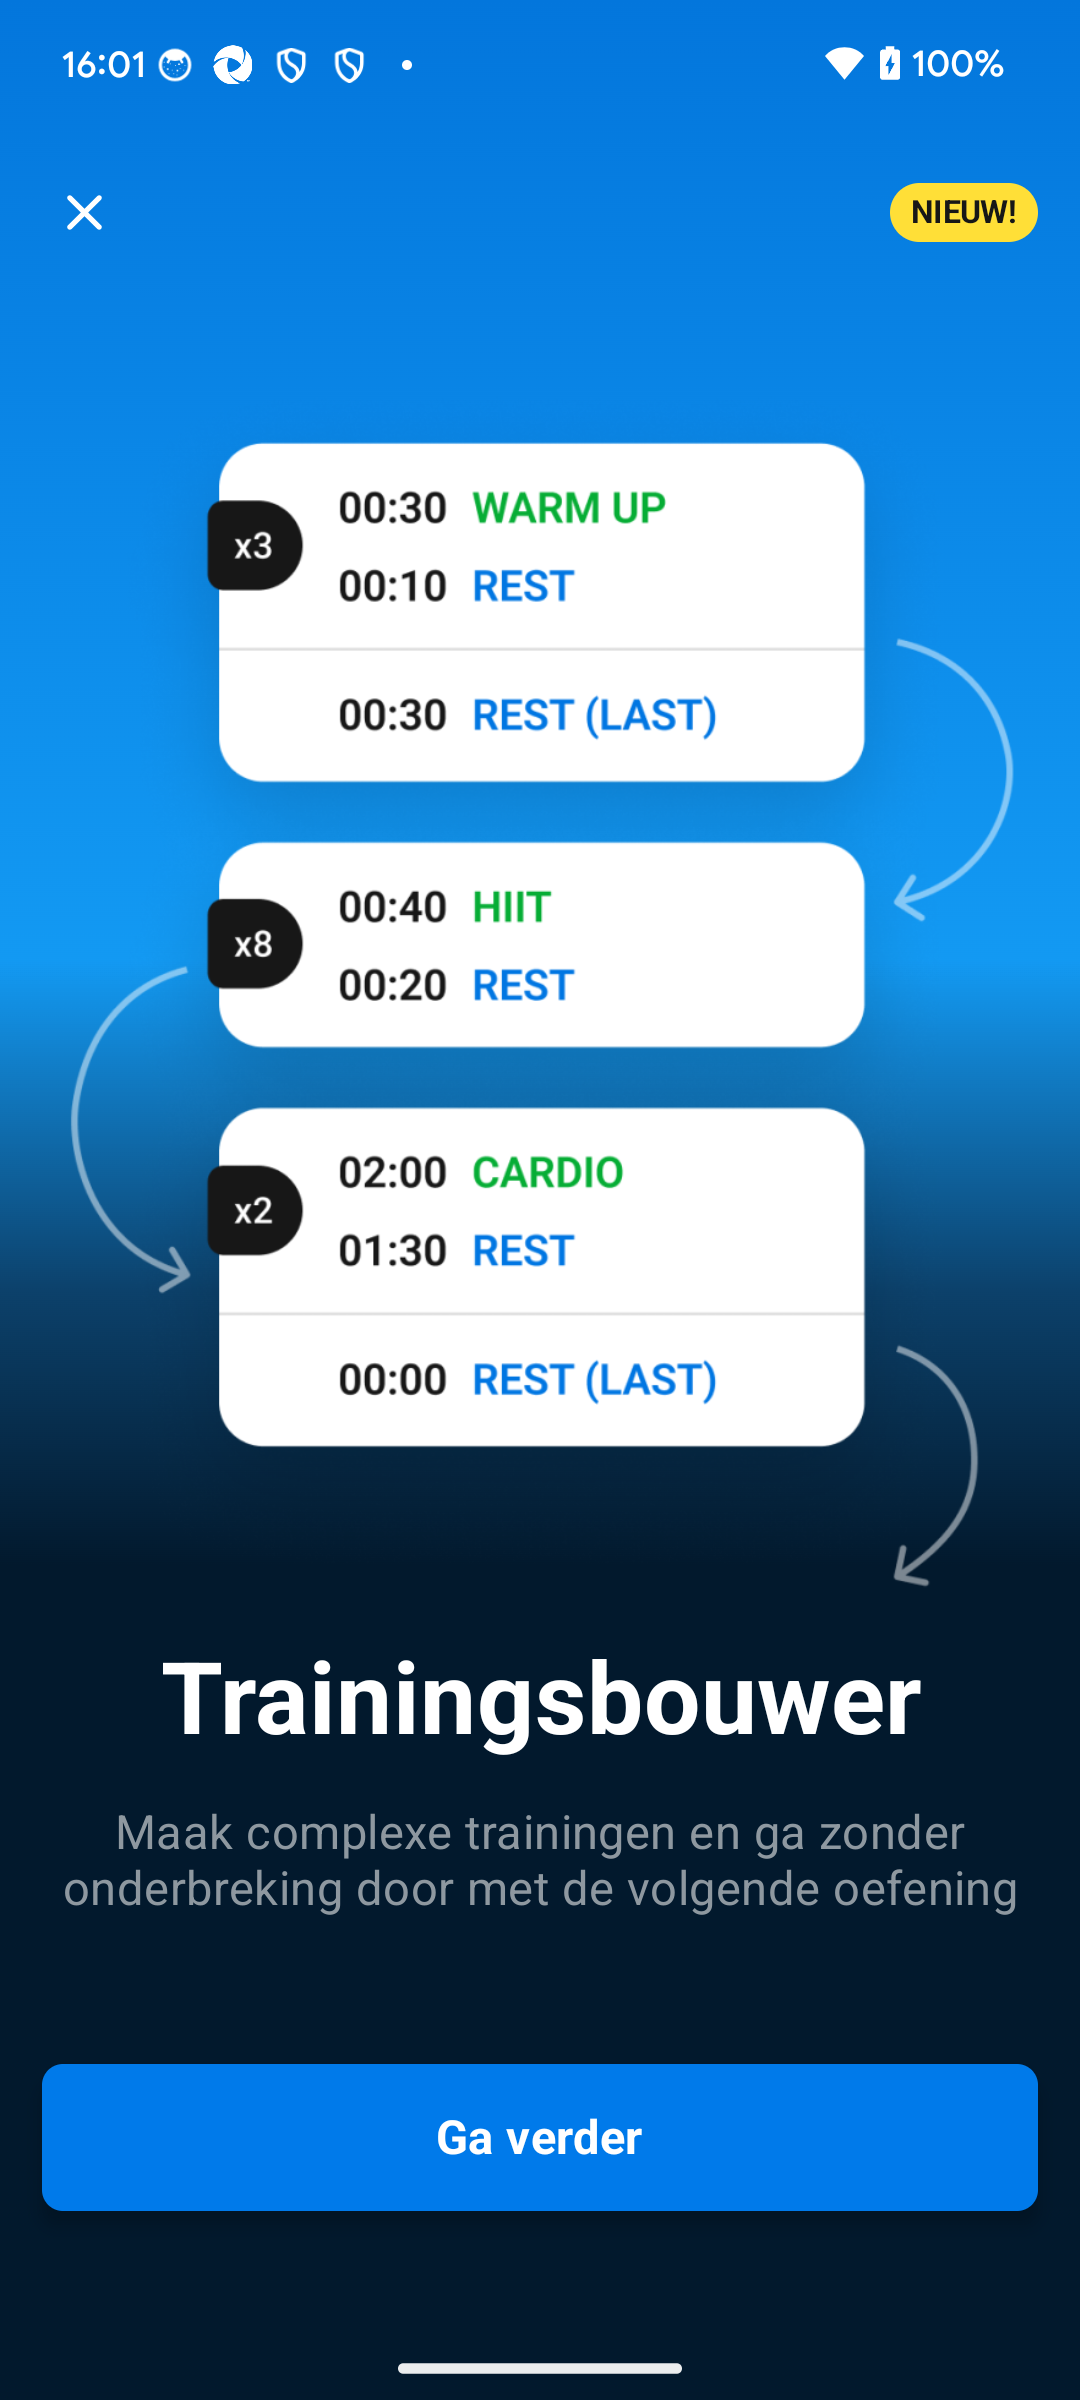 16:01 100%
NIEUW!
00:30 WARM UP
x3
00:10 REST
00:30 REST (LAST)
00:40 HIIT
x8
00:20 REST
02:00 CARDIO
x2
01:30 REST
00:00 REST (LAST)
Trainingsbouwer
Maak complexe trainingen en ga zonder
onderbreking door met de volgende oefening
Ga verder